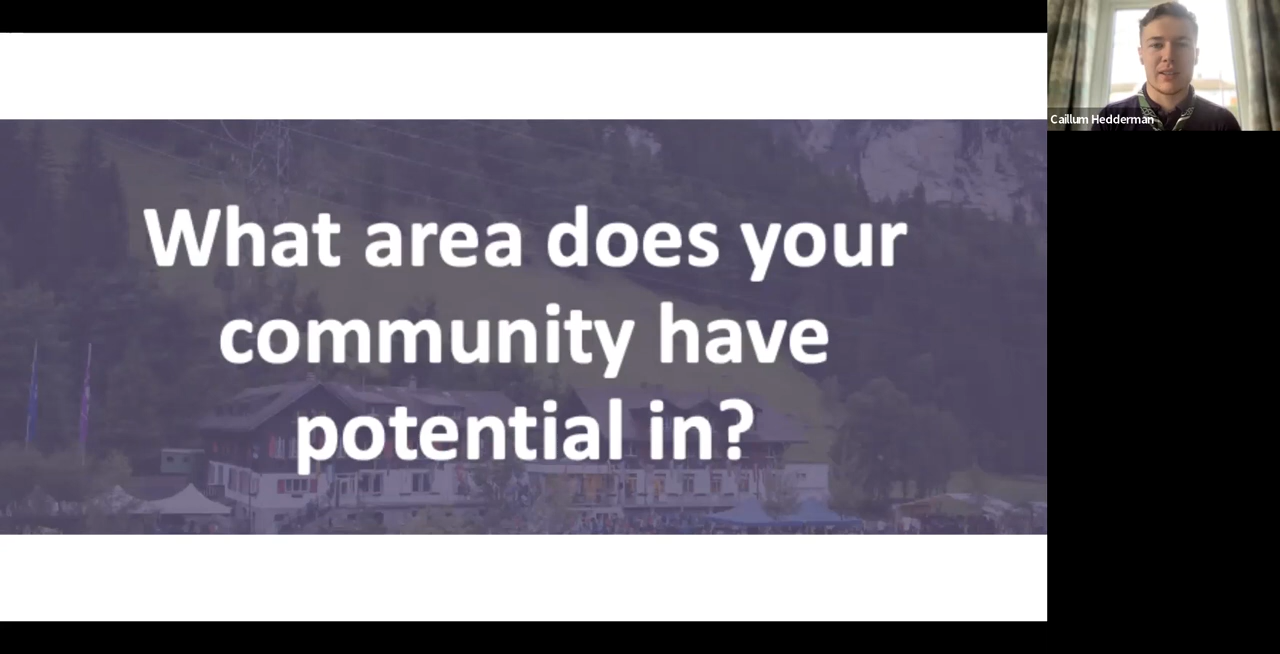 What area does your
community have
potential in?
Caillum Hedderman